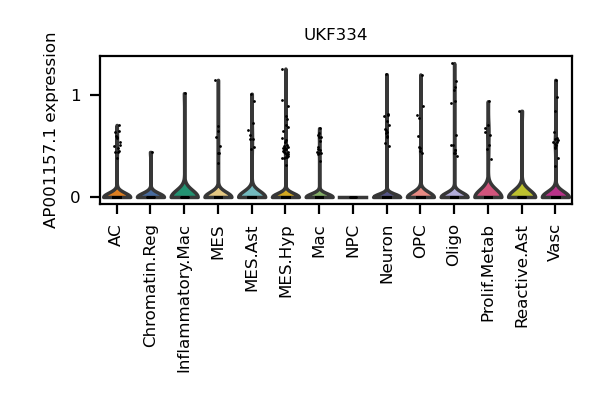 UKF334
AP001157.1 expression
1
0
AC
Chromatin.Reg
Inflammatory.Mac
MES
MES.Ast
MES.Hyp
Mac
NPC
Neuron
OPC
Oligo
Prolif.Metab
Reactive.Ast
Vasc